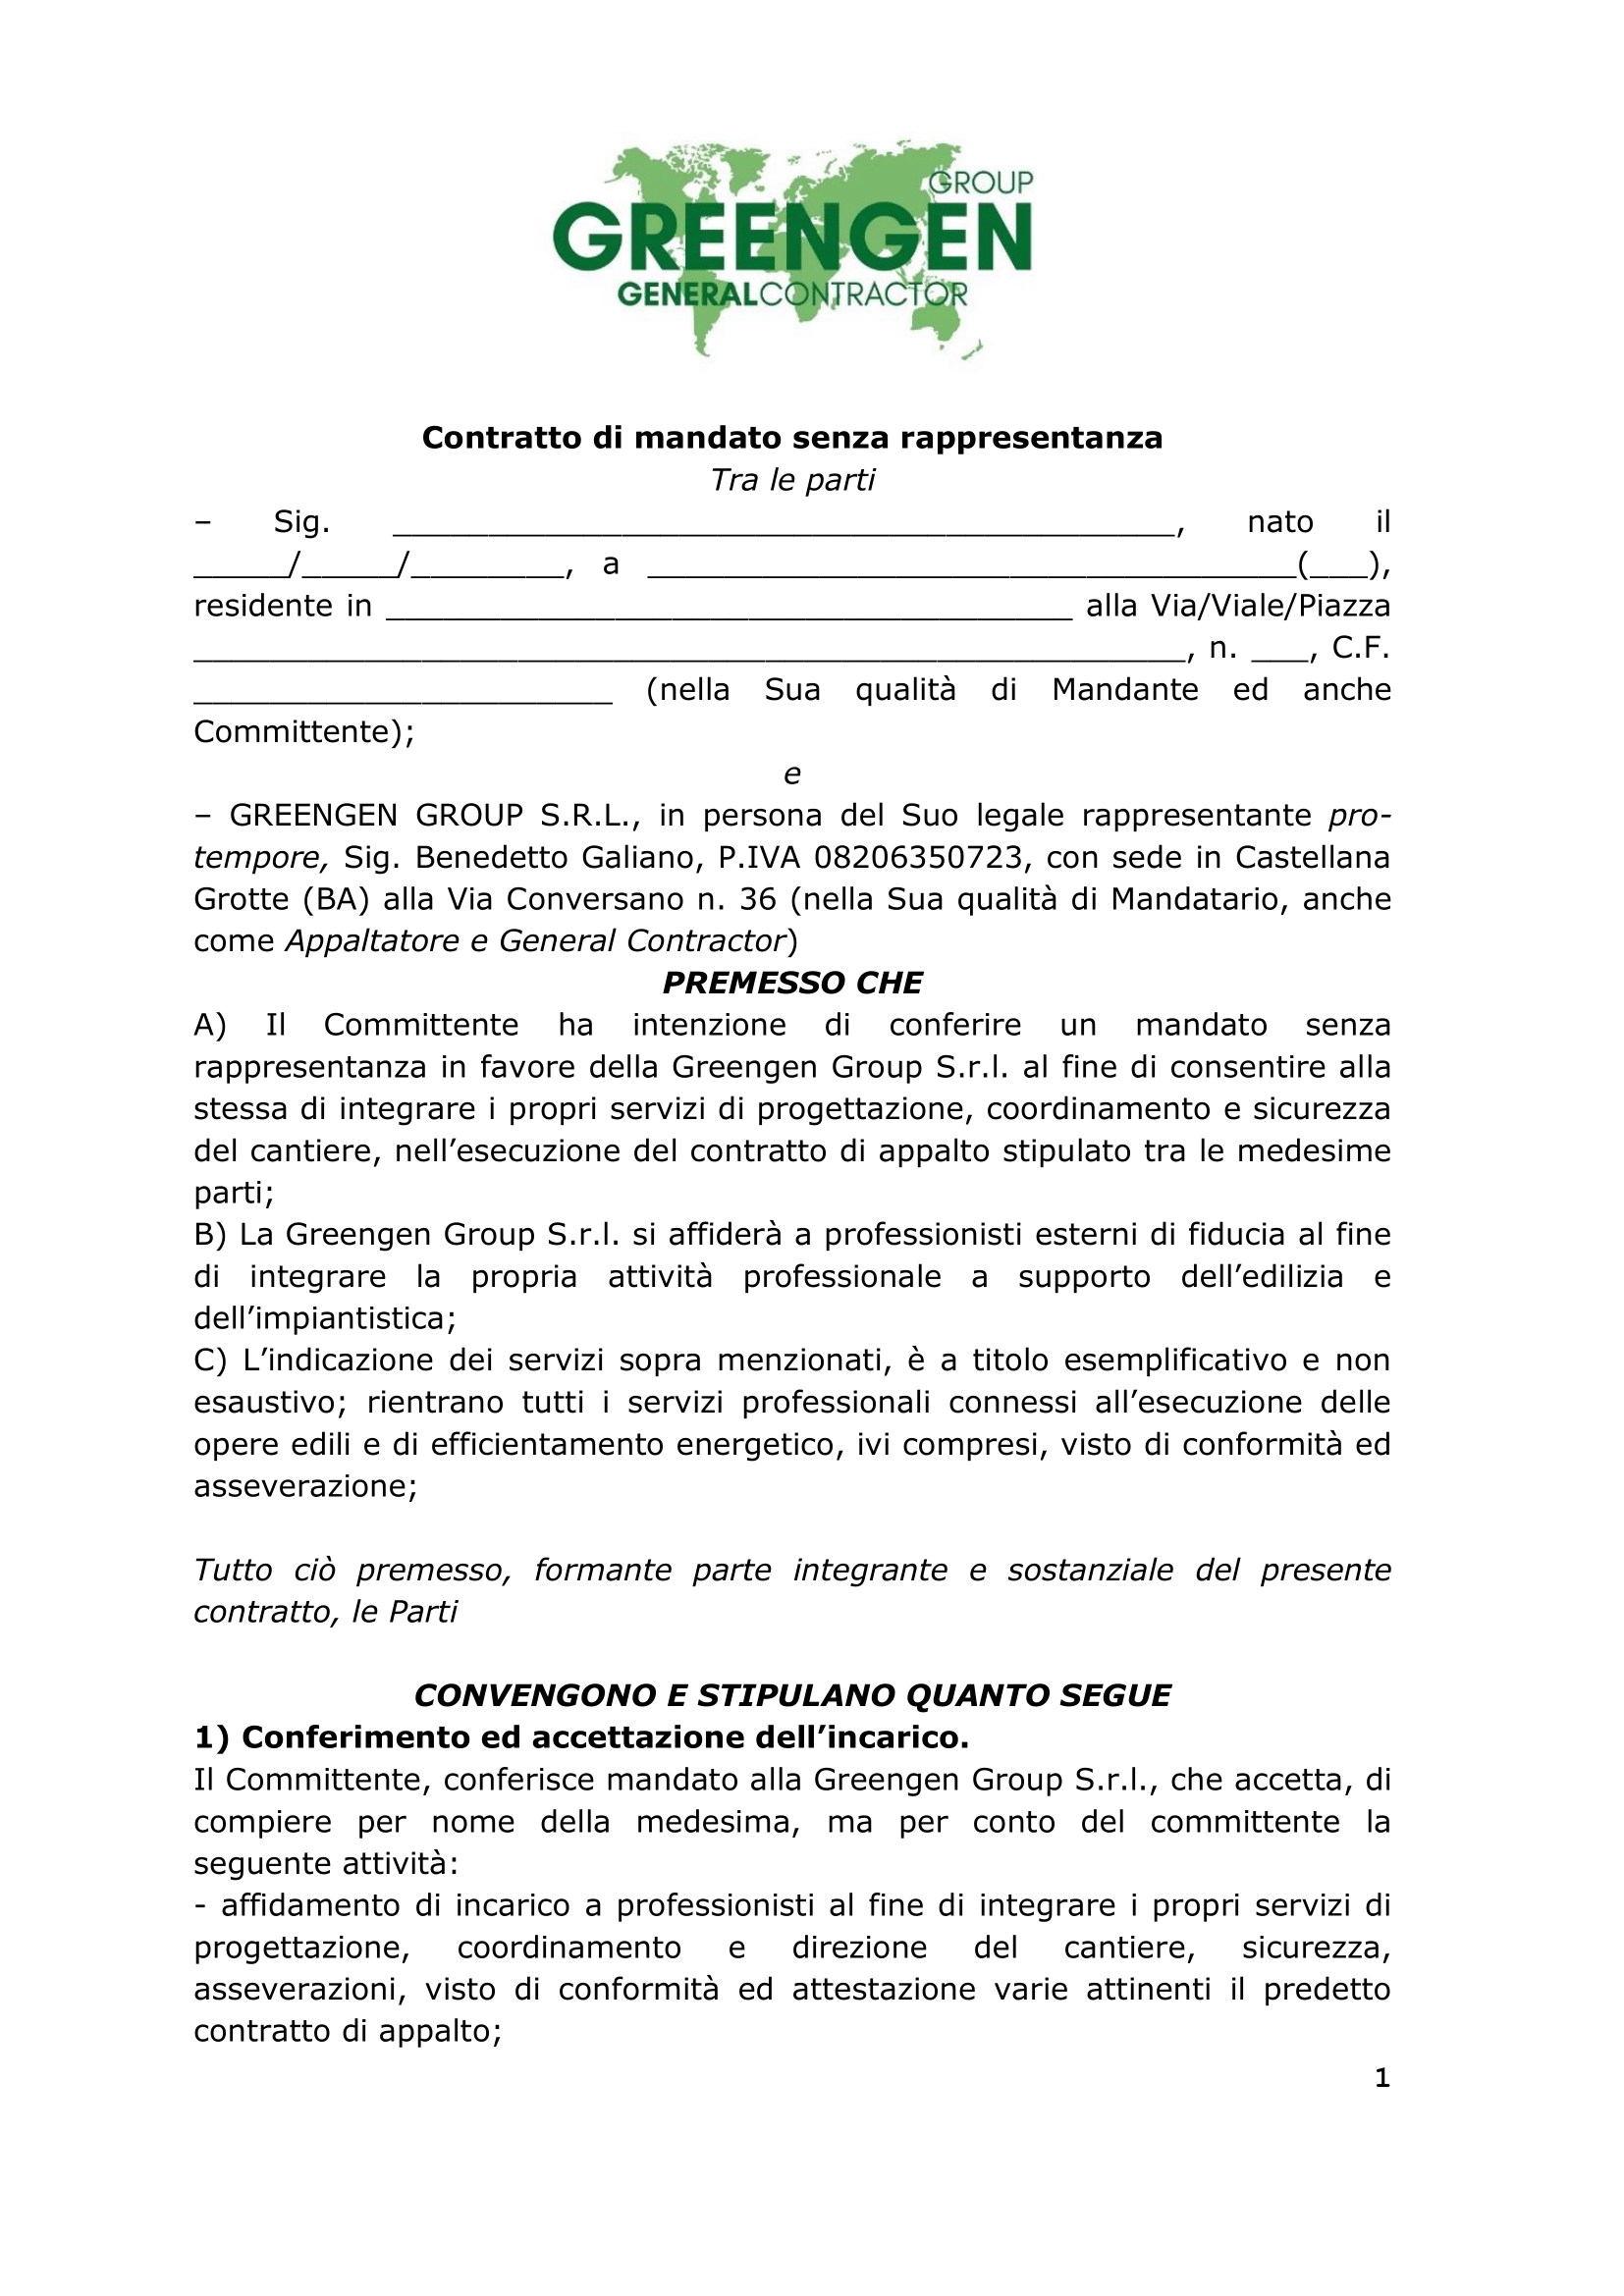 GROUP
GREENGEN
GENERALCONTRACTOR
Contratto di mandato senza rappresentanza
Tra le parti
– Sig. _________________________________________, nato il
_____/_____/________, a __________________________________(___),
residente in ____________________________________ alla Via/Viale/Piazza
____________________________________________________, n. ___, C.F.
______________________ (nella Sua qualità di Mandante ed anche
Committente);
e
– GREENGEN GROUP S.R.L., in persona del Suo legale rappresentante pro-
tempore, Sig. Benedetto Galiano, P.IVA 08206350723, con sede in Castellana
Grotte (BA) alla Via Conversano n. 36 (nella Sua qualità di Mandatario, anche
come Appaltatore e General Contractor)
PREMESSO CHE
A) Il Committente ha intenzione di conferire un mandato senza
rappresentanza in favore della Greengen Group S.r.l. al fine di consentire alla
stessa di integrare i propri servizi di progettazione, coordinamento e sicurezza
del cantiere, nell’esecuzione del contratto di appalto stipulato tra le medesime
parti;
B) La Greengen Group S.r.l. si affiderà a professionisti esterni di fiducia al fine
di integrare la propria attività professionale a supporto dell’edilizia e
dell’impiantistica;
C) L’indicazione dei servizi sopra menzionati, è a titolo esemplificativo e non
esaustivo; rientrano tutti i servizi professionali connessi all’esecuzione delle
opere edili e di efficientamento energetico, ivi compresi, visto di conformità ed
asseverazione;
Tutto ciò premesso, formante parte integrante e sostanziale del presente
contratto, le Parti
CONVENGONO E STIPULANO QUANTO SEGUE
1) Conferimento ed accettazione dell’incarico.
Il Committente, conferisce mandato alla Greengen Group S.r.l., che accetta, di
compiere per nome della medesima, ma per conto del committente la
seguente attività:
- affidamento di incarico a professionisti al fine di integrare i propri servizi di
progettazione, coordinamento e direzione del cantiere, sicurezza,
asseverazioni, visto di conformità ed attestazione varie attinenti il predetto
contratto di appalto;
1